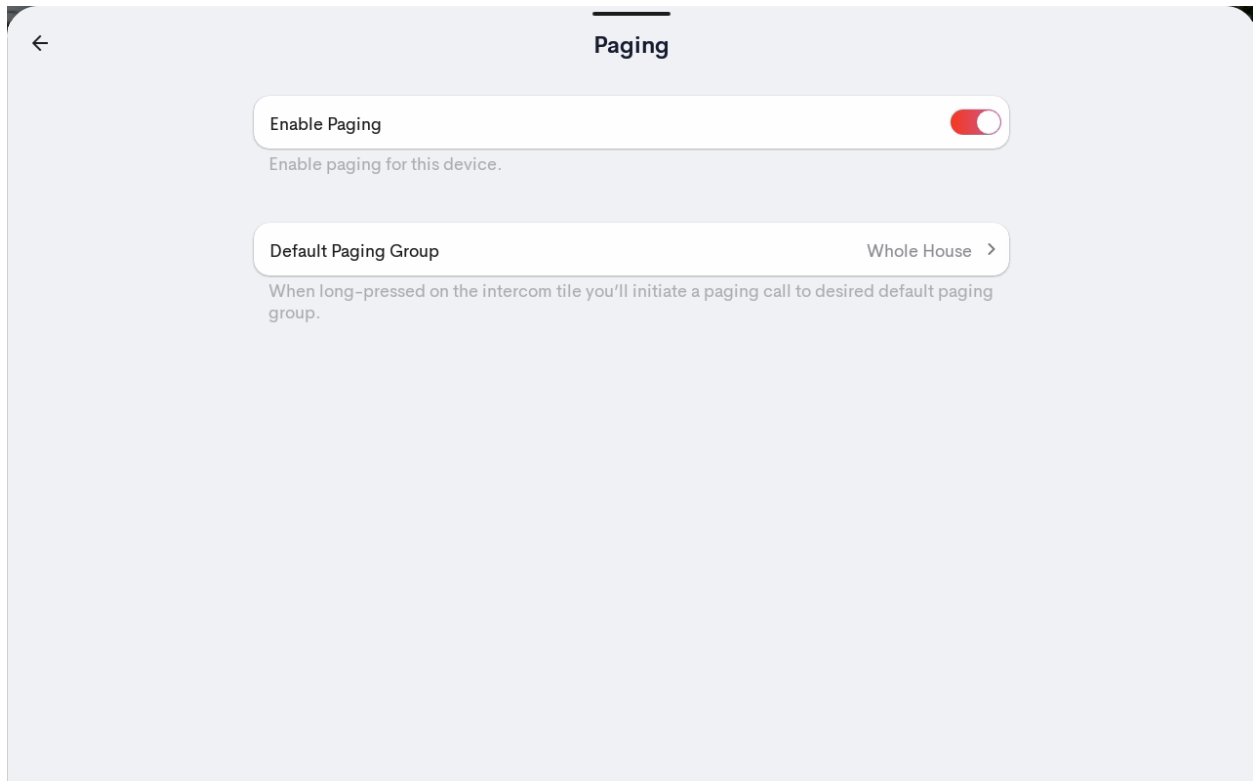 Paging
Enable Paging
Enable paging for this device.
Default Paging Group
Whole House
When long-pressed on the intercom tile you’ll initiate a paging call to desired default paging
group.